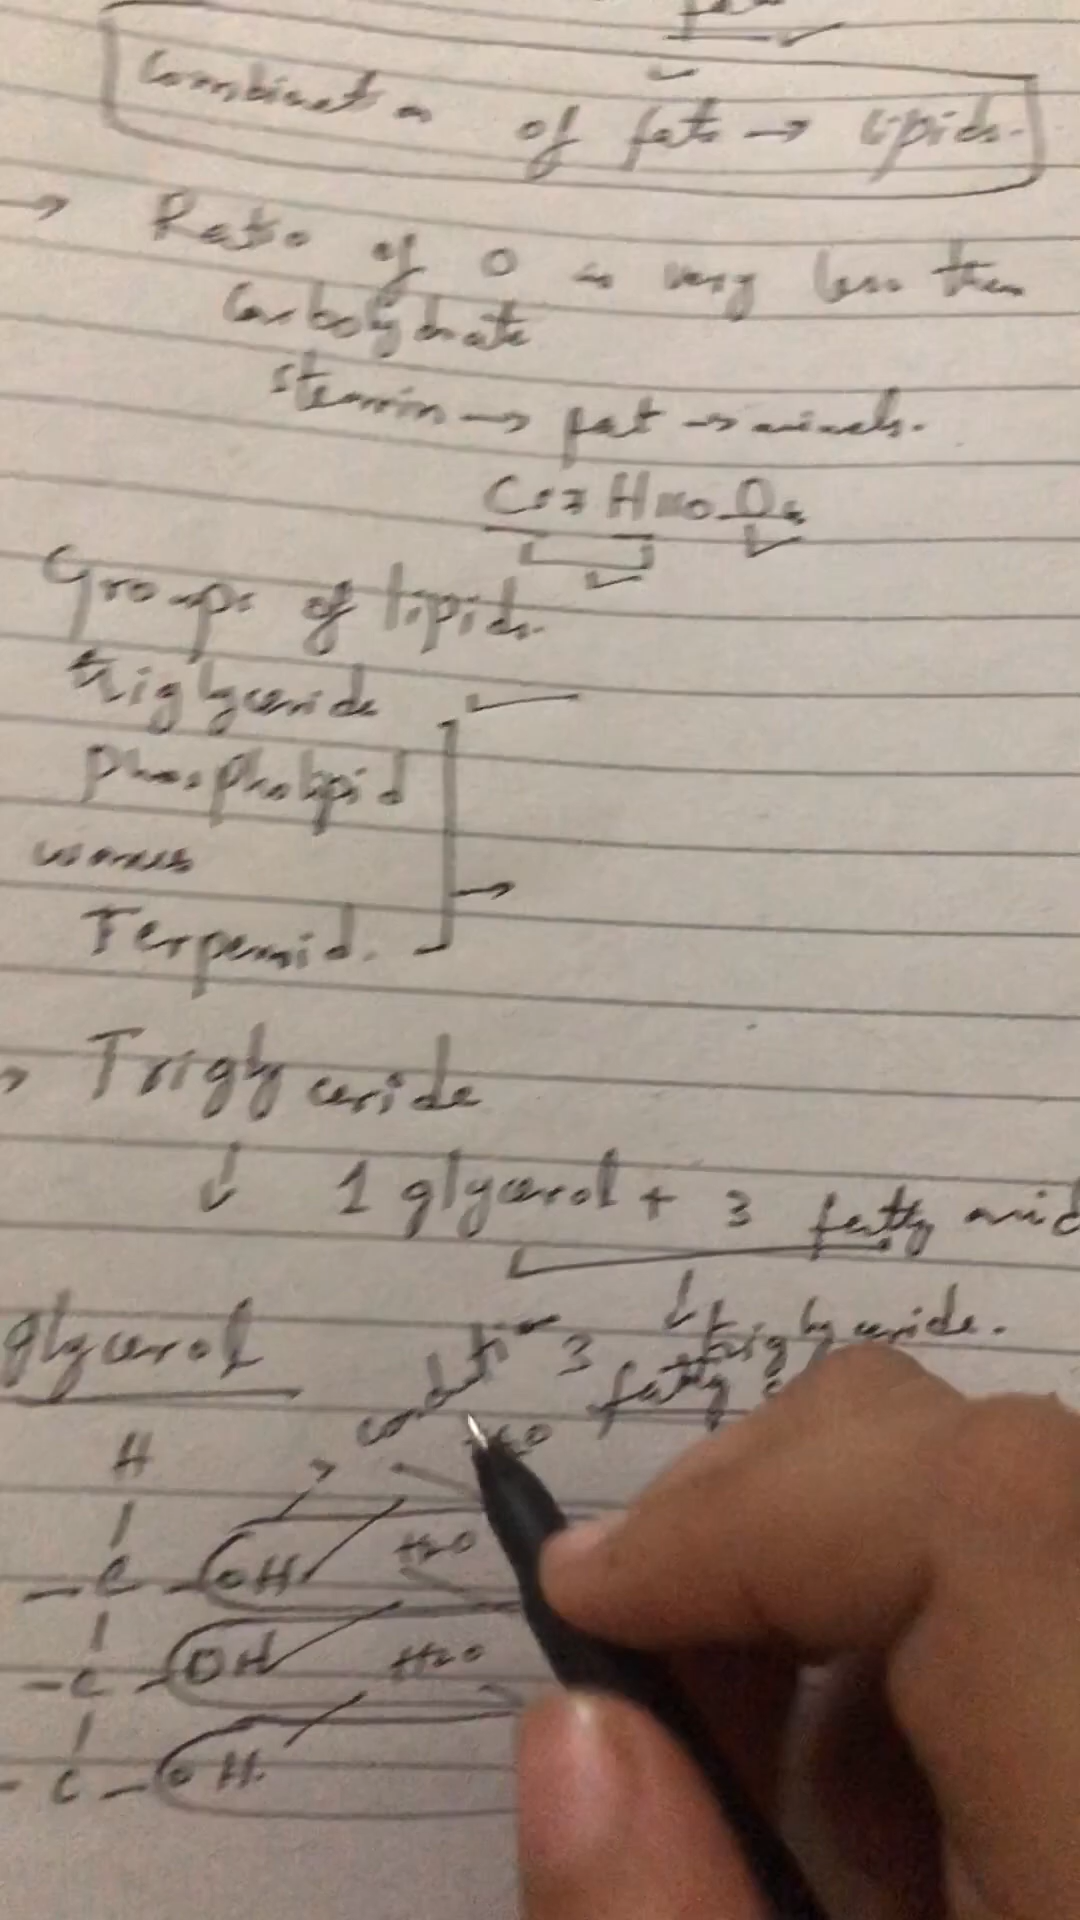 Combination of fats → lipids.
→ Ratio of O is very less than
Carbohydrate
stearin → fat → animals.
C57 H110 O6
Groups of lipids.
triglyceride
phospholipid
waxes
Terpenoid.
→ Triglyceride
↓ 1 glycerol + 3 fatty acid
↓ triglyceride.
glycerol
3 fatty
H
H2O
- C - OH
H2O
- C - OH
H2O
- C - OH